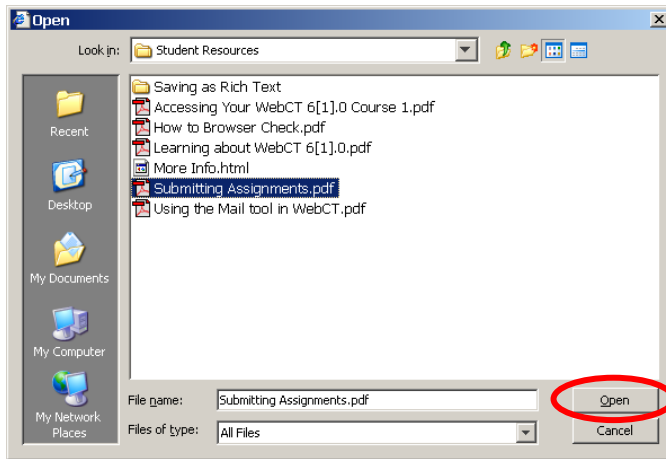 Open
Look in:
Student Resources
Recent
Desktop
My Documents
My Computer
My Network
Places
Saving as Rich Text
Accessing Your WebCT 6[1].0 Course 1.pdf
How to Browser Check.pdf
Learning about WebCT 6[1].0.pdf
More Info.html
Submitting Assignments.pdf
Using the Mail tool in WebCT.pdf
File name:
Submitting Assignments.pdf
Open
Files of type:
All Files
Cancel